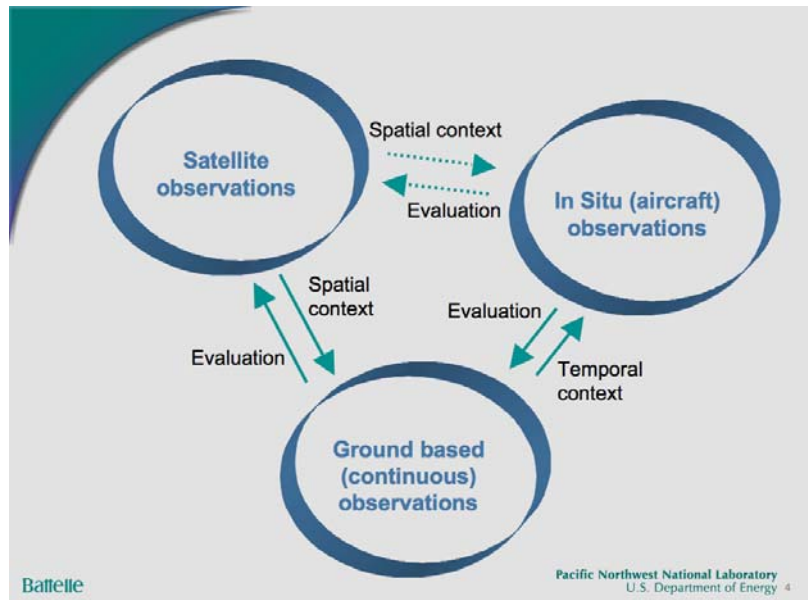 Spatial context
Satellite
observations
Evaluation
In Situ (aircraft)
observations
Spatial
context
Evaluation
Evaluation
Temporal
context
Ground based
(continuous)
observations
Battelle
Pacific Northwest National Laboratory
U.S. Department of Energy 4